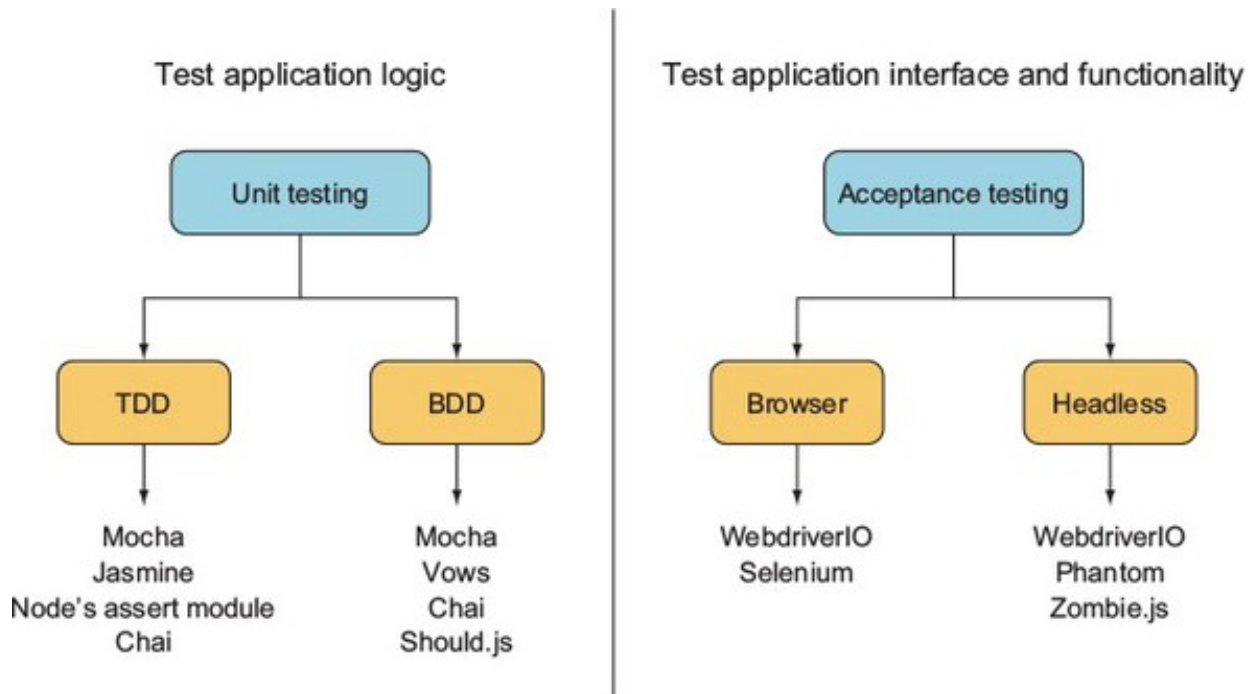 Test application logic
Unit testing
TDD
BDD
Mocha
Jasmine
Node’s assert module
Chai
Mocha
Vows
Chai
Should.js
Test application interface and functionality
Acceptance testing
Browser
Headless
WebdriverIO
Selenium
WebdriverIO
Phantom
Zombie.js